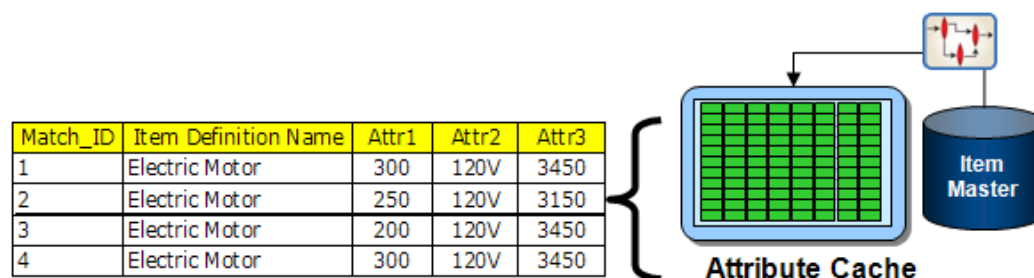 Match_ID Item Definition Name Attr1 Attr2 Attr3
1 Electric Motor 300 120V 3450
2 Electric Motor 250 120V 3150
3 Electric Motor 200 120V 3450
4 Electric Motor 300 120V 3450
Item
Master
Attribute Cache